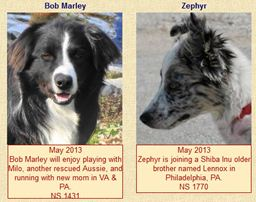 Bob Marley
Zephyr
May 2013
Bob Marley will enjoy playing with
Milo, another rescued Aussie, and
running with new mom in VA &
PA.
NS 1431
May 2013
Zephyr is joining a Shiba Inu older
brother named Lennox in
Philadelphia, PA.
NS 1770